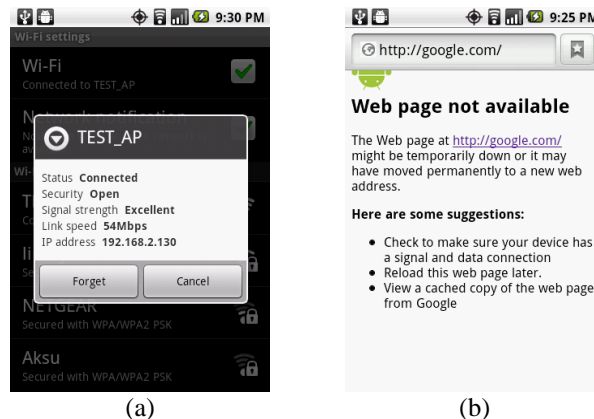 9:30 PM
Wi-Fi settings
Wi-Fi
Connected to TEST_AP
Network notification
TEST_AP
Status Connected
Security Open
Signal strength Excellent
Link speed 54Mbps
IP address 192.168.2.130
Forget
Cancel
NETGEAR
Secured with WPA/WPA2 PSK
Aksu
Secured with WPA/WPA2 PSK
(a)
9:25 PM
http://google.com/
Web page not available
The Web page at http://google.com/
might be temporarily down or it may
have moved permanently to a new web
address.
Here are some suggestions:
• Check to make sure your device has
a signal and data connection
• Reload this web page later.
• View a cached copy of the web page
from Google
(b)